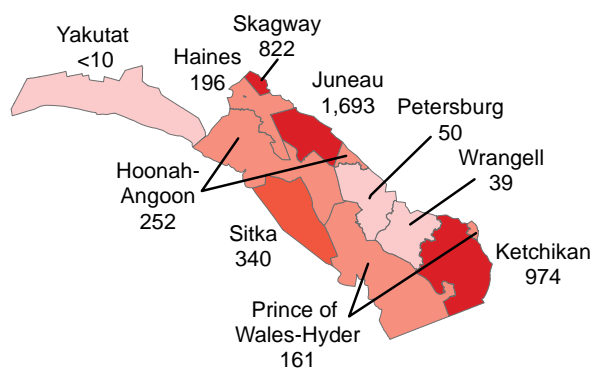 Skagway
822
Yakutat
<10
Haines
196
Juneau
1,693
Petersburg
50
Wrangell
39
Hoonah-
Angoon
252
Sitka
340
Ketchikan
974
Prince of
Wales-Hyder
161